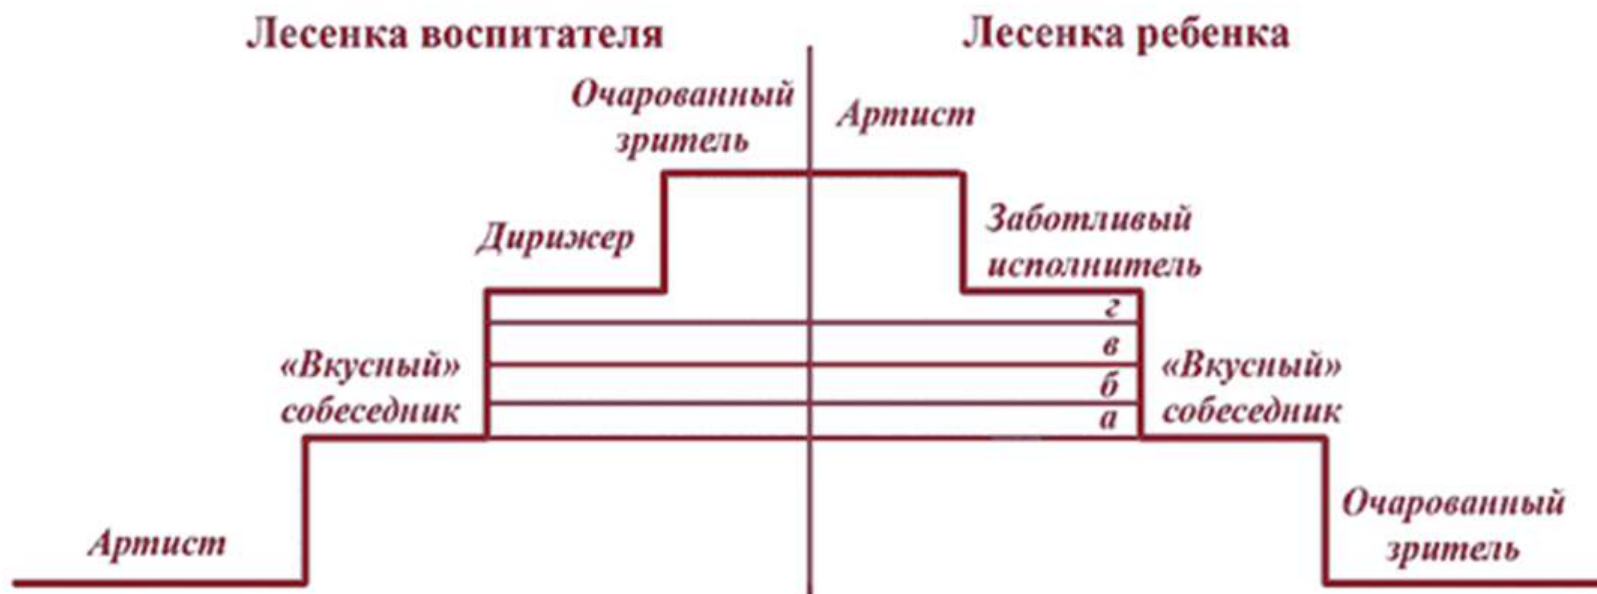 Лесенка воспитателя
Лесенка ребенка
Очарованный
зритель
Артист
Дирижер
Заботливый
исполнитель
г
в
б
а
«Вкусный»
собеседник
«Вкусный»
собеседник
Артист
Очарованный
зритель